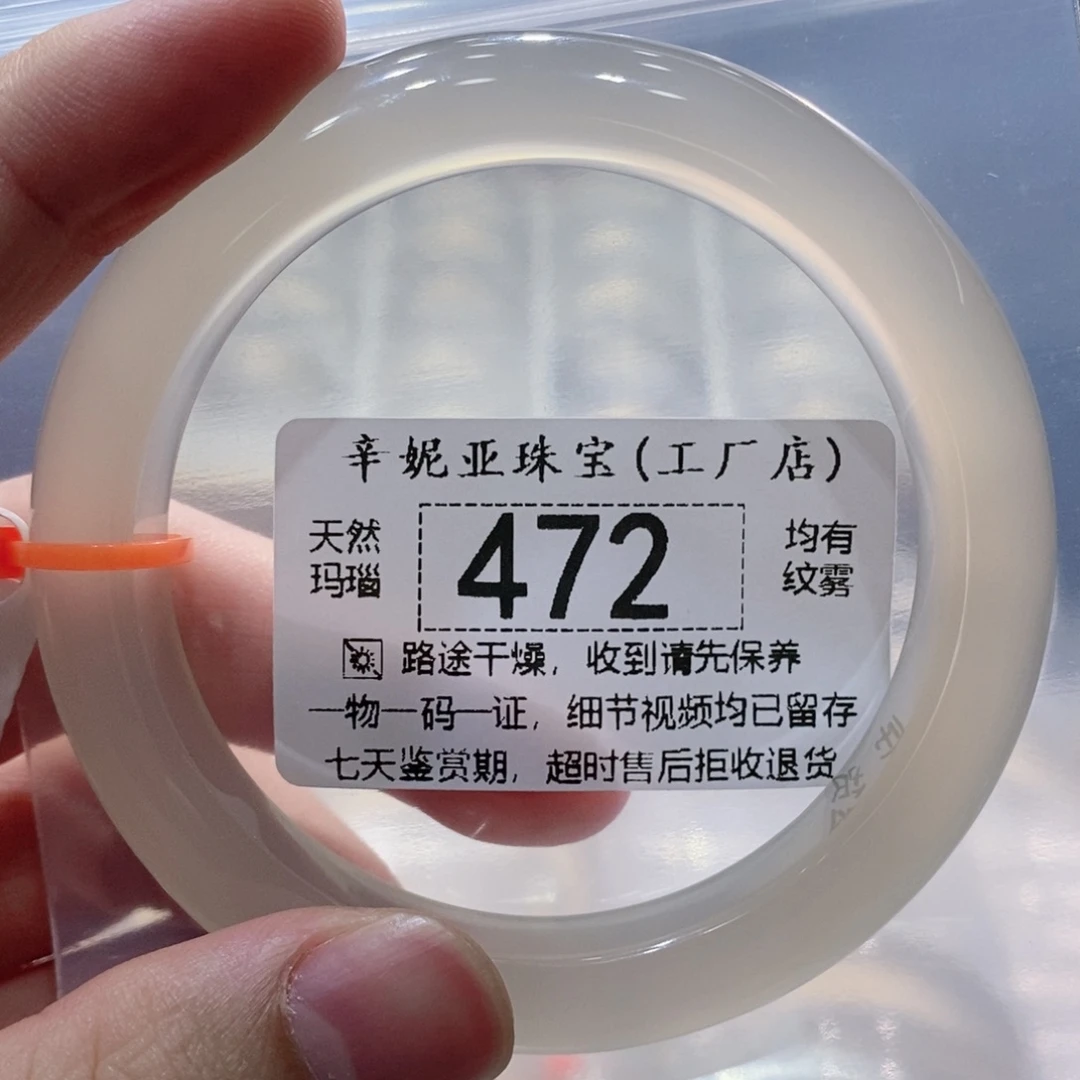 辛妮亚珠宝(工厂店)
天然
玛瑙
472
均有
纹雾
路途干燥，收到请先保养
一物一码一证，细节视频均已留存
七天鉴赏期，超时售后拒收退货